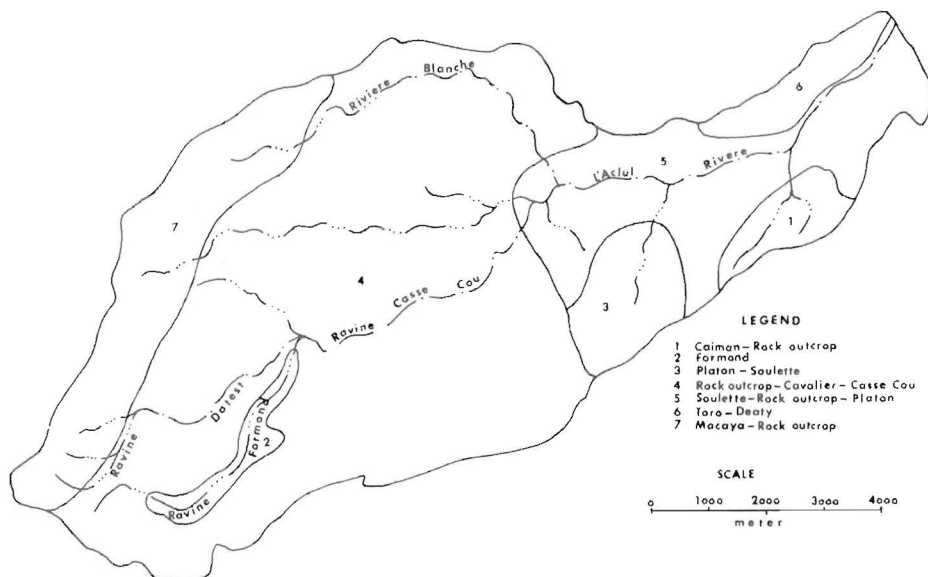 Riviere Blanche
6
5
L'Aclul Rivere
7
1
4
Ravine Casse Cou
3
Ravine Datest
Ravine Formond
2
LEGEND
1 Caiman–Rock outcrop
2 Formond
3 Platon–Soulette
4 Rock outcrop–Cavalier–Casse Cou
5 Soulette–Rock outcrop–Platon
6 Toro–Deaty
7 Macaya–Rock outcrop
SCALE
0 1000 2000 3000 4000
meter